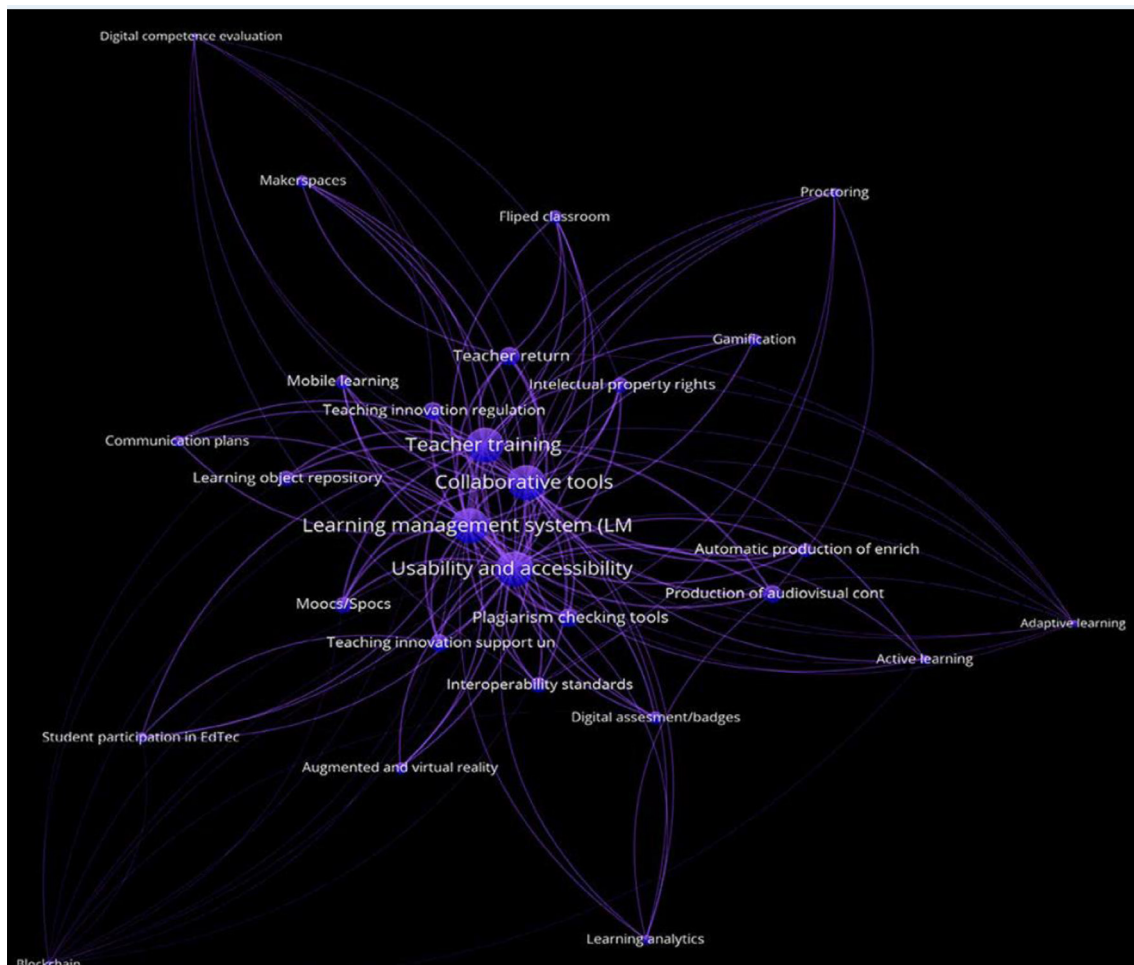 Digital competence evaluation
Makerspaces
Proctoring
Fliped classroom
Gamification
Teacher return
Mobile learning
Intelectual property rights
Teaching innovation regulation
Communication plans
Teacher training
Learning object repository
Collaborative tools
Learning management system (LM
Automatic production of enrich
Usability and accessibility
Production of audiovisual cont
Moocs/Spocs
Plagiarism checking tools
Adaptive learning
Teaching innovation support un
Active learning
Interoperability standards
Digital assesment/badges
Student participation in EdTec
Augmented and virtual reality
Learning analytics
Blockchain